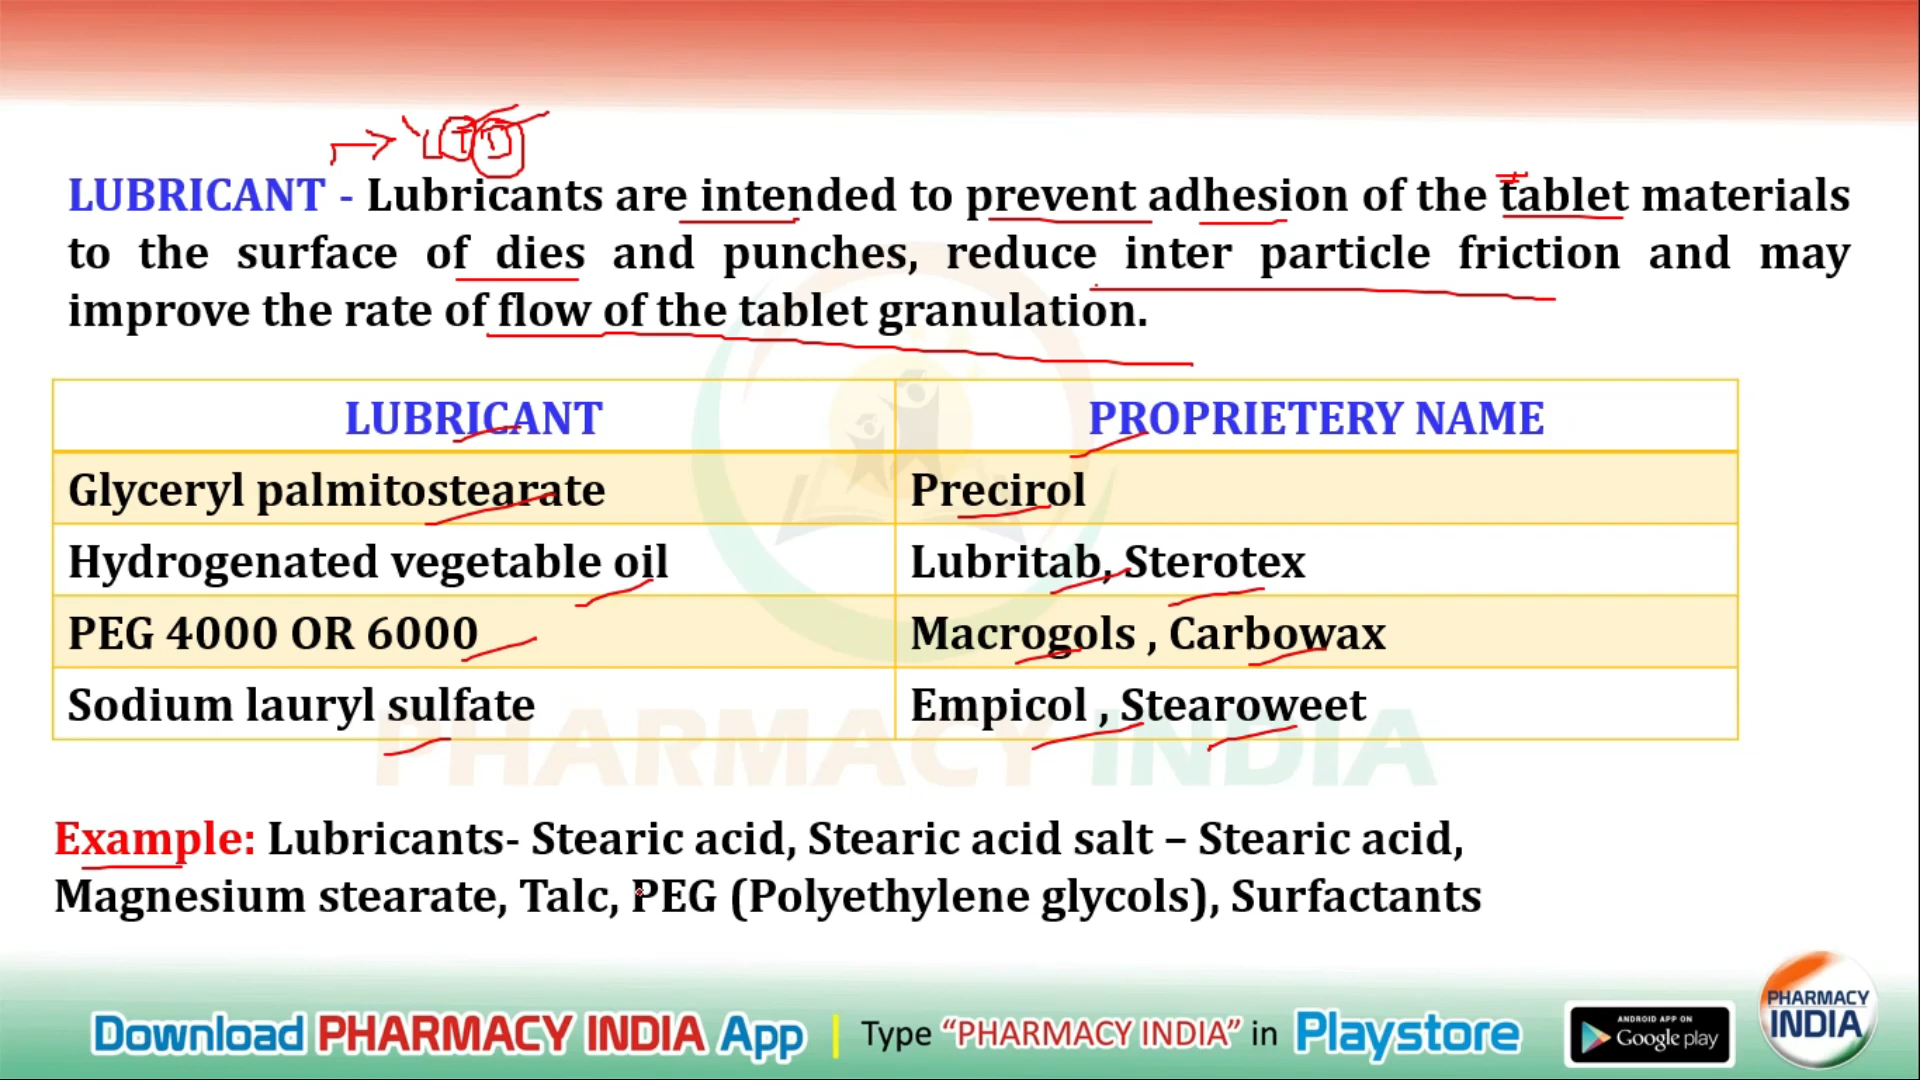 LTD
LUBRICANT - Lubricants are intended to prevent adhesion of the tablet materials
to the surface of dies and punches, reduce inter particle friction and may
improve the rate of flow of the tablet granulation.
LUBRICANT PROPRIETERY NAME
Glyceryl palmitostearate Precirol
Hydrogenated vegetable oil Lubritab, Sterotex
PEG 4000 OR 6000 Macrogols , Carbowax
Sodium lauryl sulfate Empicol , Stearoweet
PHARMACY INDIA
Example: Lubricants- Stearic acid, Stearic acid salt – Stearic acid,
Magnesium stearate, Talc, PEG (Polyethylene glycols), Surfactants
Download PHARMACY INDIA App | Type “PHARMACY INDIA” in Playstore
ANDROID APP ON
Google play
PHARMACY
INDIA